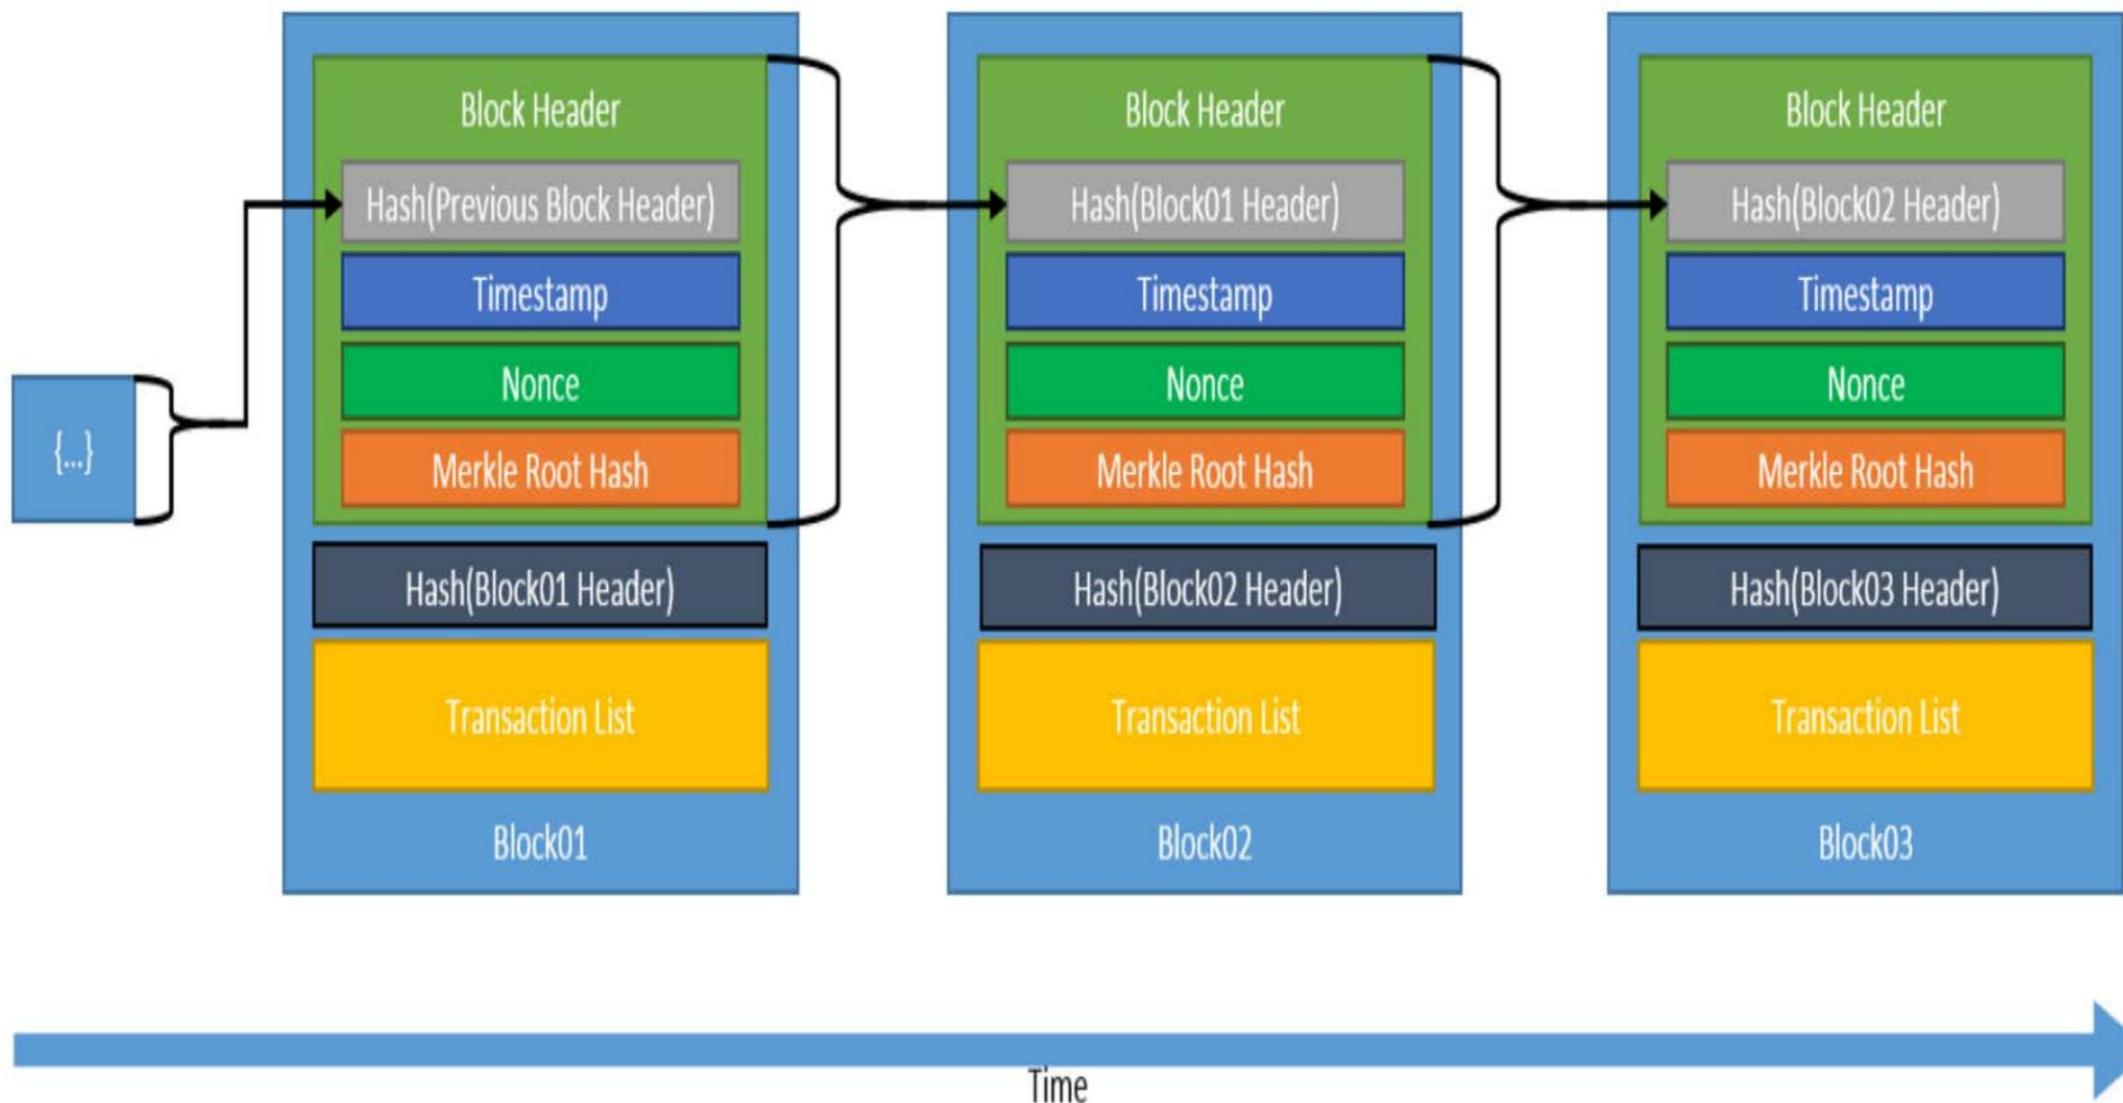 {...}
Block Header
Hash(Previous Block Header)
Timestamp
Nonce
Merkle Root Hash
Hash(Block01 Header)
Transaction List
Block01
Block Header
Hash(Block01 Header)
Timestamp
Nonce
Merkle Root Hash
Hash(Block02 Header)
Transaction List
Block02
Block Header
Hash(Block02 Header)
Timestamp
Nonce
Merkle Root Hash
Hash(Block03 Header)
Transaction List
Block03
Time